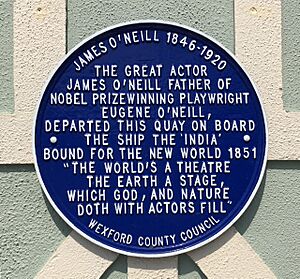 JAMES O'NEILL 1846-1920
THE GREAT ACTOR
JAMES O'NEILL FATHER OF
NOBEL PRIZEWINNING PLAYWRIGHT
EUGENE O'NEILL,
DEPARTED THIS QUAY ON BOARD
THE SHIP THE 'INDIA'
BOUND FOR THE NEW WORLD 1851
"THE WORLD'S A THEATRE
THE EARTH A STAGE,
WHICH GOD, AND NATURE
DOTH WITH ACTORS FILL"
WEXFORD COUNTY COUNCIL